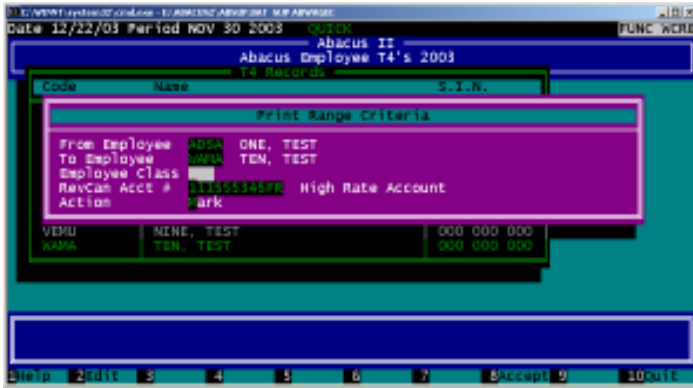 Date 12/22/03 Period NOV 30 2003 QUICK FUNC WCRD
Abacus II
Abacus Employee T4's 2003
T4 Records
Code Name S.I.N.
Print Range Criteria
From Employee ADSA ONE, TEST
To Employee WAMA TEN, TEST
Employee Class
RevCan Acct # 111555345FR High Rate Account
Action Mark
VEMU NINE, TEST 000 000 000
WAMA TEN, TEST 000 000 000
1Help 2Edit 3 4 5 6 7 8Accept 9 10Quit